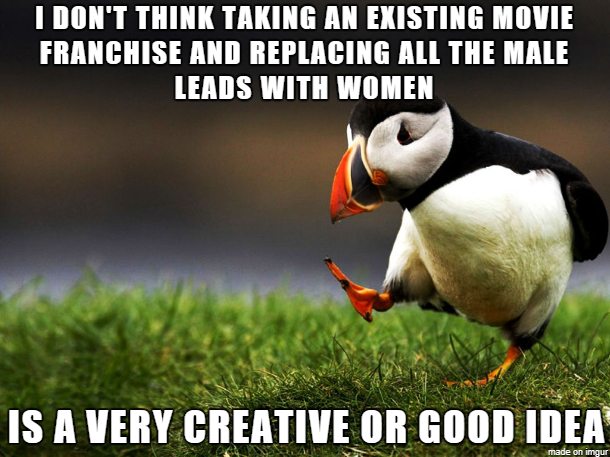 I DON'T THINK TAKING AN EXISTING MOVIE
FRANCHISE AND REPLACING ALL THE MALE
LEADS WITH WOMEN
IS A VERY CREATIVE OR GOOD IDEA
made on imgur